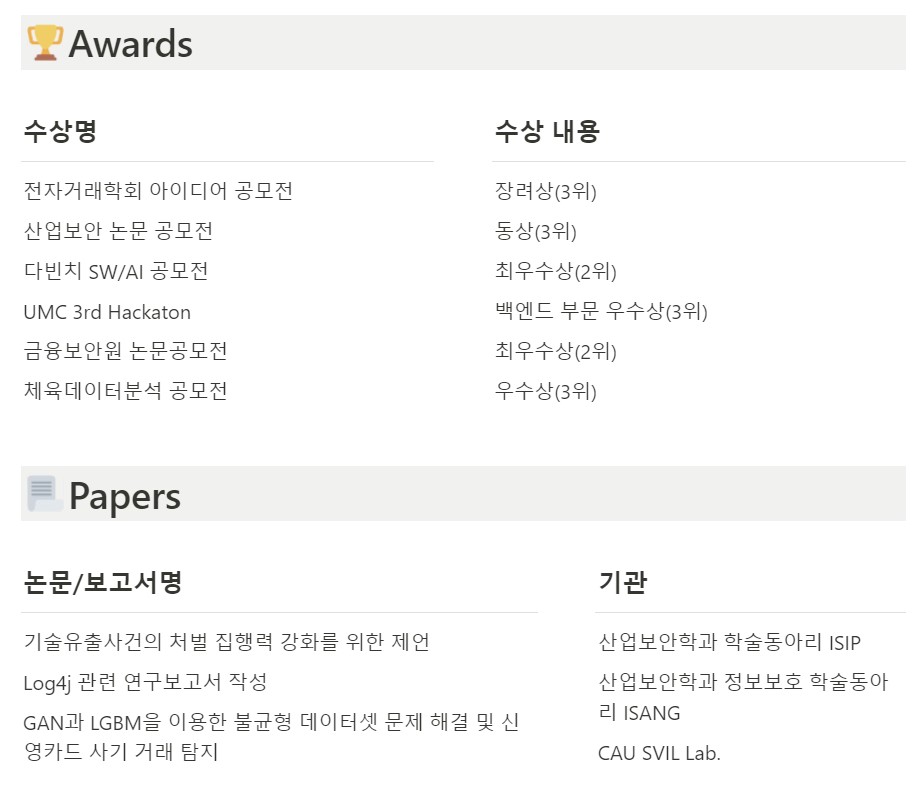 Awards
수상명 수상 내용
전자거래학회 아이디어 공모전 장려상(3위)
산업보안 논문 공모전 동상(3위)
다빈치 SW/AI 공모전 최우수상(2위)
UMC 3rd Hackaton 백엔드 부문 우수상(3위)
금융보안원 논문공모전 최우수상(2위)
체육데이터분석 공모전 우수상(3위)
Papers
논문/보고서명 기관
기술유출사건의 처벌 집행력 강화를 위한 제언 산업보안학과 학술동아리 ISIP
Log4j 관련 연구보고서 작성 산업보안학과 정보보호 학술동아
리 ISANG
GAN과 LGBM을 이용한 불균형 데이터셋 문제 해결 및 신
영카드 사기 거래 탐지
CAU SVIL Lab.